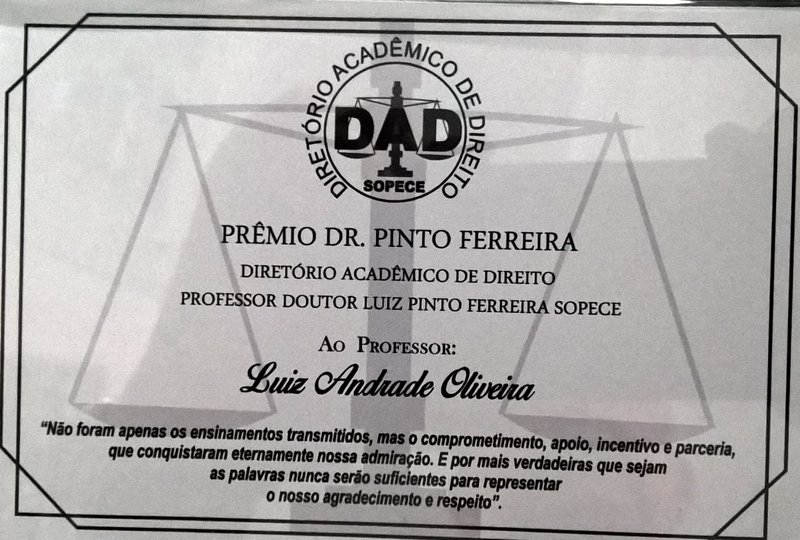 DIRETÓRIO ACADÊMICO DE DIREITO
DAD
SOPECE
PRÊMIO DR. PINTO FERREIRA
DIRETÓRIO ACADÊMICO DE DIREITO
PROFESSOR DOUTOR LUIZ PINTO FERREIRA SOPECE
AO PROFESSOR:
Luiz Andrade Oliveira
“Não foram apenas os ensinamentos transmitidos, mas o comprometimento, apoio, incentivo e parceria,
que conquistaram eternamente nossa admiração. E por mais verdadeiras que sejam
as palavras nunca serão suficientes para representar
o nosso agradecimento e respeito”.